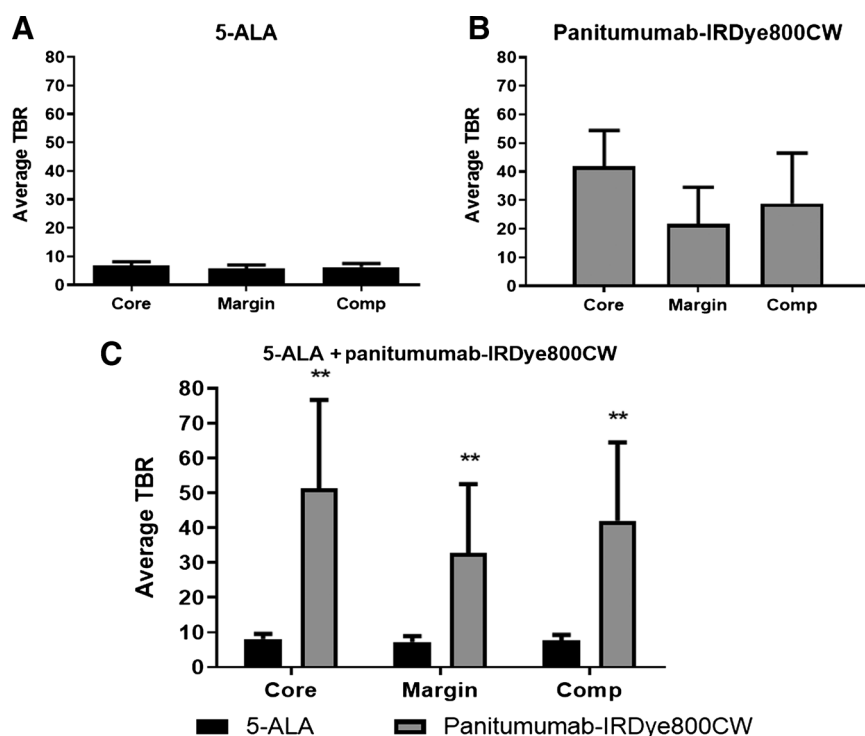 A
5-ALA
Average TBR
80
70
60
50
40
30
20
10
0
Core Margin Comp
B
Panitumumab-IRDye800CW
Average TBR
80
70
60
50
40
30
20
10
0
Core Margin Comp
C
5-ALA + panitumumab-IRDye800CW
Average TBR
80
70
60
50
40
30
20
10
0
**
**
**
Core Margin Comp
5-ALA Panitumumab-IRDye800CW